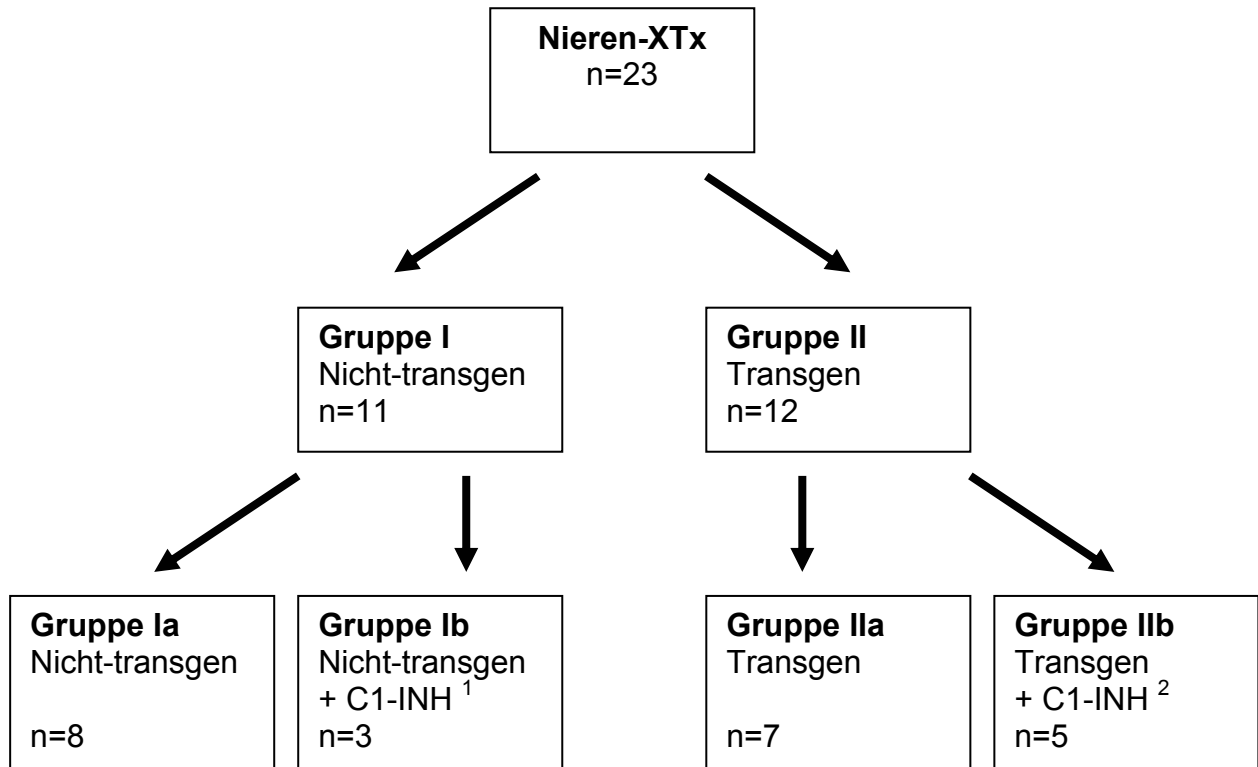 Nieren-XTx
n=23
Gruppe I
Nicht-transgen
n=11
Gruppe II
Transgen
n=12
Gruppe Ia
Nicht-transgen
n=8
Gruppe Ib
Nicht-transgen
+ C1-INH ¹
n=3
Gruppe IIa
Transgen
n=7
Gruppe IIb
Transgen
+ C1-INH ²
n=5